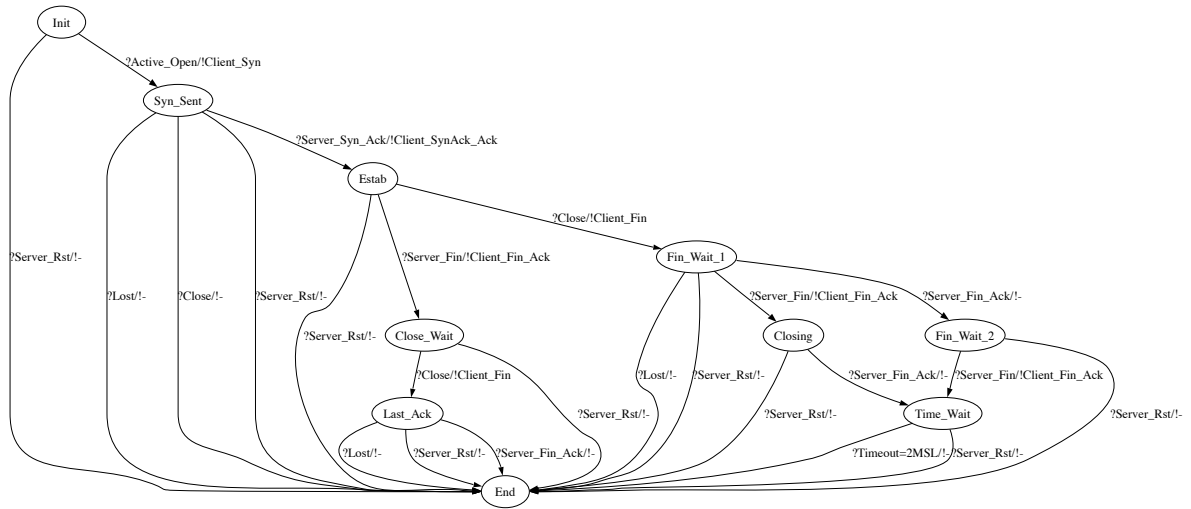 Init
?Active_Open/!Client_Syn
Syn_Sent
?Server_Syn_Ack/!Client_SynAck_Ack
Estab
?Close/!Client_Fin
?Server_Rst/!-
?Server_Fin/!Client_Fin_Ack
Fin_Wait_1
?Lost/!-
?Close/!-
?Server_Rst/!-
?Server_Fin/!Client_Fin_Ack
?Server_Fin_Ack/!-
?Server_Rst/!-
Close_Wait
Closing
Fin_Wait_2
?Close/!Client_Fin
?Lost/!-
?Server_Rst/!-
?Server_Fin_Ack/!-
?Server_Fin/!Client_Fin_Ack
Last_Ack
?Server_Rst/!-
?Server_Rst/!-
Time_Wait
?Server_Rst/!-
?Lost/!-
?Server_Rst/!-
?Server_Fin_Ack/!-
?Timeout=2MSL/!-
?Server_Rst/!-
End